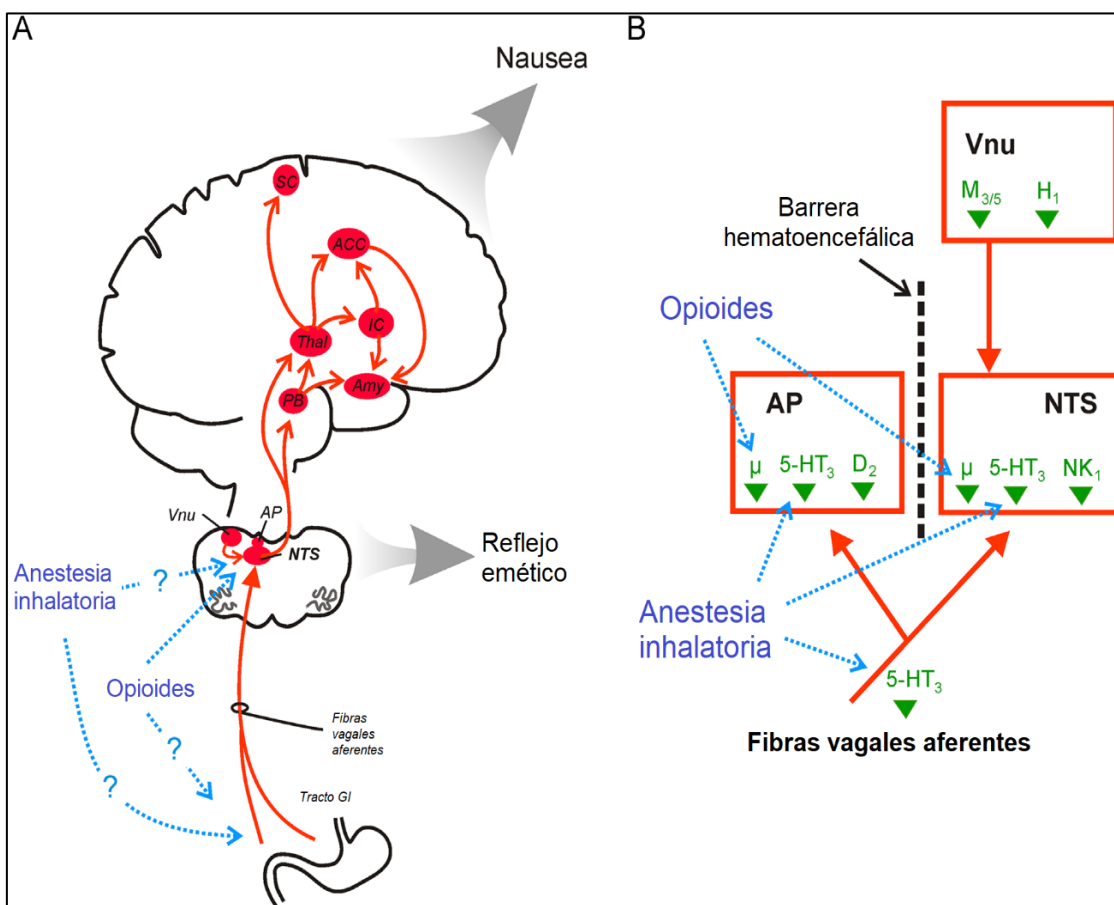 A
Nausea
SC
ACC
IC
Thal
PB
Amy
Vnu
AP
NTS
Reflejo
emético
Anestesia
inhalatoria
?
Opioides
?
?
Fibras
vagales
aferentes
Tracto GI
B
Vnu
M3/5 H1
Barrera
hematoencefálica
Opioides
AP
μ 5-HT3 D2
NTS
μ 5-HT3 NK1
Anestesia
inhalatoria
5-HT3
Fibras vagales aferentes